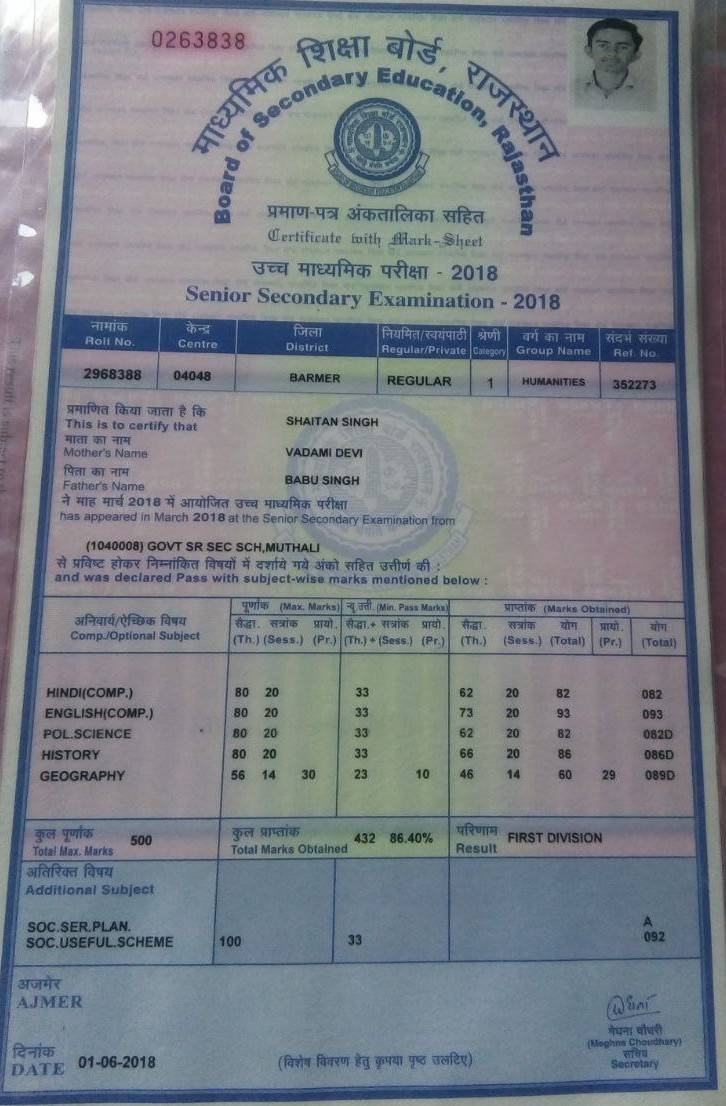 0263838
माध्यमिक शिक्षा बोर्ड, राजस्थान
Board of Secondary Education, Rajasthan
प्रमाण-पत्र अंकतालिका सहित
Certificate with Mark-Sheet
उच्च माध्यमिक परीक्षा - 2018
Senior Secondary Examination - 2018
नामांक केन्द्र जिला नियमित/स्वयंपाठी श्रेणी वर्ग का नाम संदर्भ संख्या
Roll No. Centre District Regular/Private Category Group Name Ref. No.
2968388 04048 BARMER REGULAR 1 HUMANITIES 352273
प्रमाणित किया जाता है कि
This is to certify that SHAITAN SINGH
माता का नाम
Mother's Name VADAMI DEVI
पिता का नाम
Father's Name BABU SINGH
ने माह मार्च 2018 में आयोजित उच्च माध्यमिक परीक्षा
has appeared in March 2018 at the Senior Secondary Examination from
(1040008) GOVT SR SEC SCH,MUTHALI
से प्रविष्ट होकर निम्नांकित विषयों में दर्शाये गये अंको सहित उत्तीर्ण की :
and was declared Pass with subject-wise marks mentioned below :
अनिवार्य/ऐच्छिक विषय पूर्णांक (Max. Marks) न्यू.उत्ती. (Min. Pass Marks) प्राप्तांक (Marks Obtained)
Comp./Optional Subject सैद्धा. सत्रांक प्रायो. सैद्धा.+ सत्रांक प्रायो. सैद्धा. सत्रांक योग प्रायो. योग
(Th.) (Sess.) (Pr.) (Th.) + (Sess.) (Pr.) (Th.) (Sess.) (Total) (Pr.) (Total)
HINDI(COMP.) 80 20 33 62 20 82 082
ENGLISH(COMP.) 80 20 33 73 20 93 093
POL.SCIENCE 80 20 33 62 20 82 082D
HISTORY 80 20 33 66 20 86 086D
GEOGRAPHY 56 14 30 23 10 46 14 60 29 089D
कुल पूर्णांक 500 कुल प्राप्तांक 432 86.40% परिणाम FIRST DIVISION
Total Max. Marks Total Marks Obtained Result
अतिरिक्त विषय
Additional Subject
SOC.SER.PLAN. A
SOC.USEFUL.SCHEME 100 33 092
अजमेर
AJMER
मेघना चौधरी
(Meghna Choudhary)
सचिव
Secretary
दिनांक
DATE 01-06-2018 (विशेष विवरण हेतु कृपया पृष्ठ उलटिए)